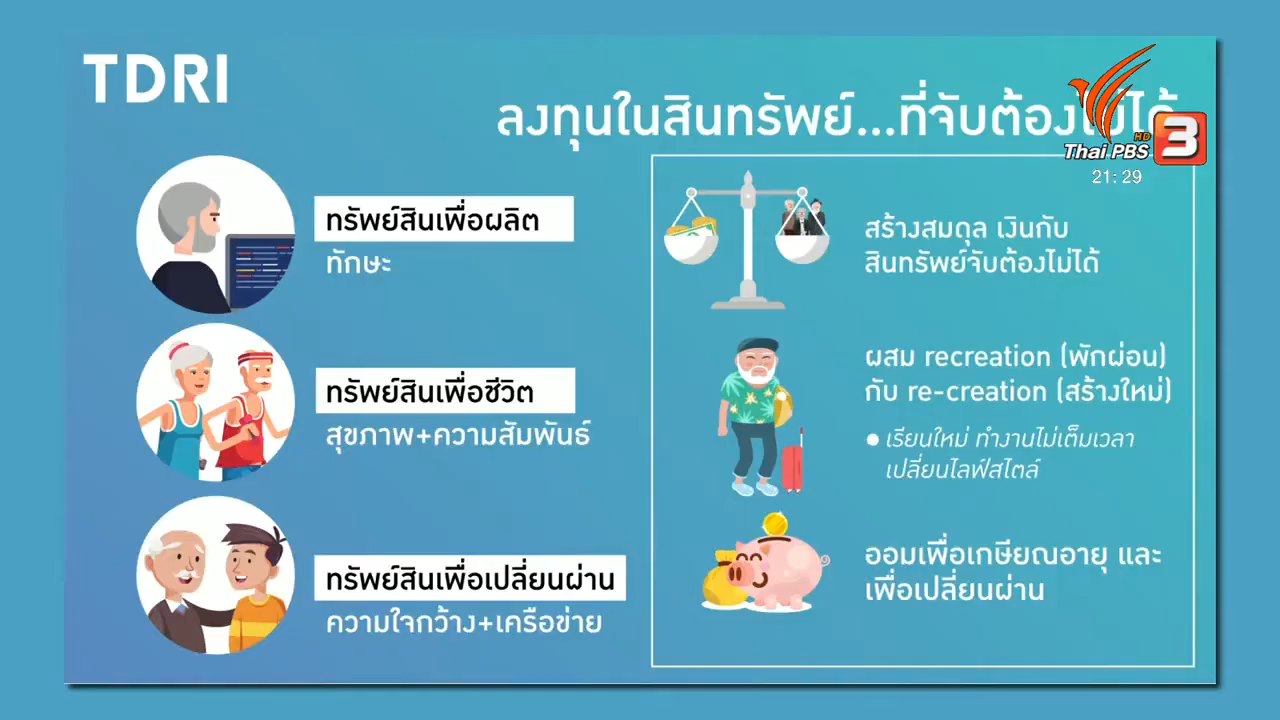 TDRI
ลงทุนในสินทรัพย์...ที่จับต้องไม่ได้
HD
Thai PBS 3
21:29
ทรัพย์สินเพื่อผลิต
ทักษะ
ทรัพย์สินเพื่อชีวิต
สุขภาพ+ความสัมพันธ์
ทรัพย์สินเพื่อเปลี่ยนผ่าน
ความใจกว้าง+เครือข่าย
สร้างสมดุล เงินกับ
สินทรัพย์จับต้องไม่ได้
ผสม recreation (พักผ่อน)
กับ re-creation (สร้างใหม่)
● เรียนใหม่ ทำงานไม่เต็มเวลา
เปลี่ยนไลฟ์สไตล์
ออมเพื่อเกษียณอายุ และ
เพื่อเปลี่ยนผ่าน